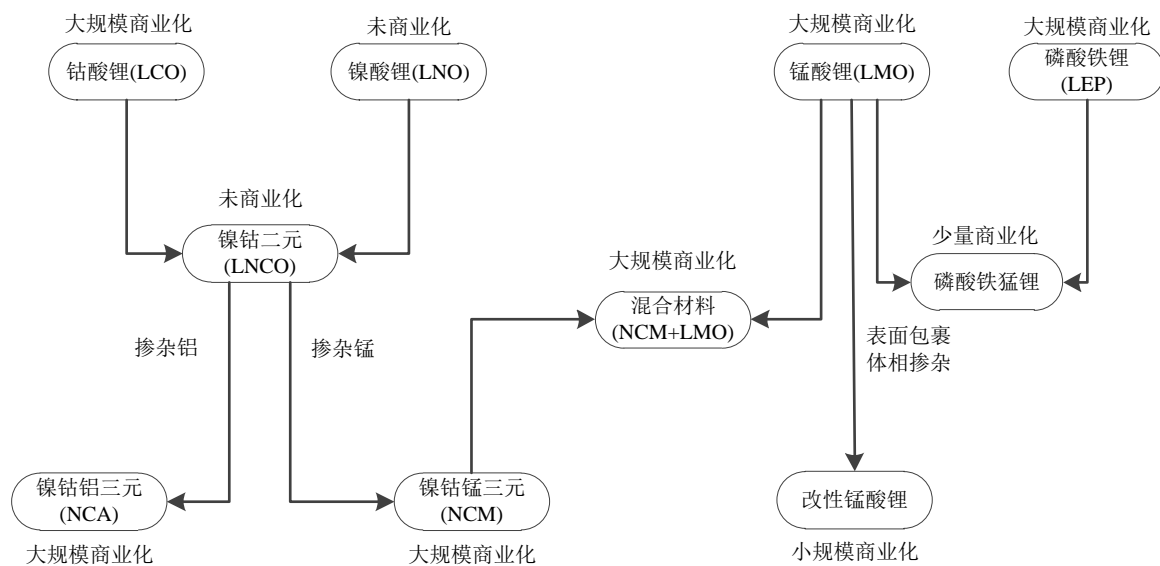 大规模商业化
钴酸锂(LCO)
未商业化
镍酸锂(LNO)
大规模商业化
锰酸锂(LMO)
大规模商业化
磷酸铁锂
(LEP)
未商业化
镍钴二元
(LNCO)
大规模商业化
混合材料
(NCM+LMO)
少量商业化
磷酸铁猛锂
掺杂铝
掺杂锰
表面包裹
体相掺杂
镍钴铝三元
(NCA)
大规模商业化
镍钴锰三元
(NCM)
大规模商业化
改性锰酸锂
小规模商业化